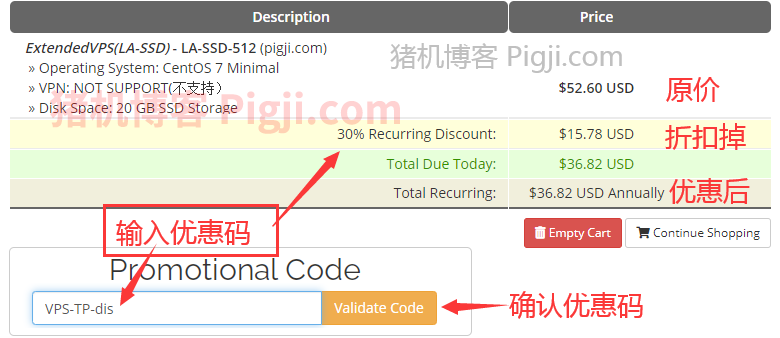 Description Price
ExtendedVPS(LA-SSD) - LA-SSD-512 (pigji.com)
猪机博客 Pigji.com
» Operating System: CentOS 7 Minimal
» VPN: NOT SUPPORT(不支持）
$52.60 USD 原价
» Disk Space: 20 GB SSD Storage
猪机博客 Pigji.com
30% Recurring Discount: $15.78 USD 折扣掉
Total Due Today: $36.82 USD
Total Recurring: $36.82 USD Annually 优惠后
输入优惠码
Empty Cart Continue Shopping
Promotional Code
VPS-TP-dis Validate Code 确认优惠码